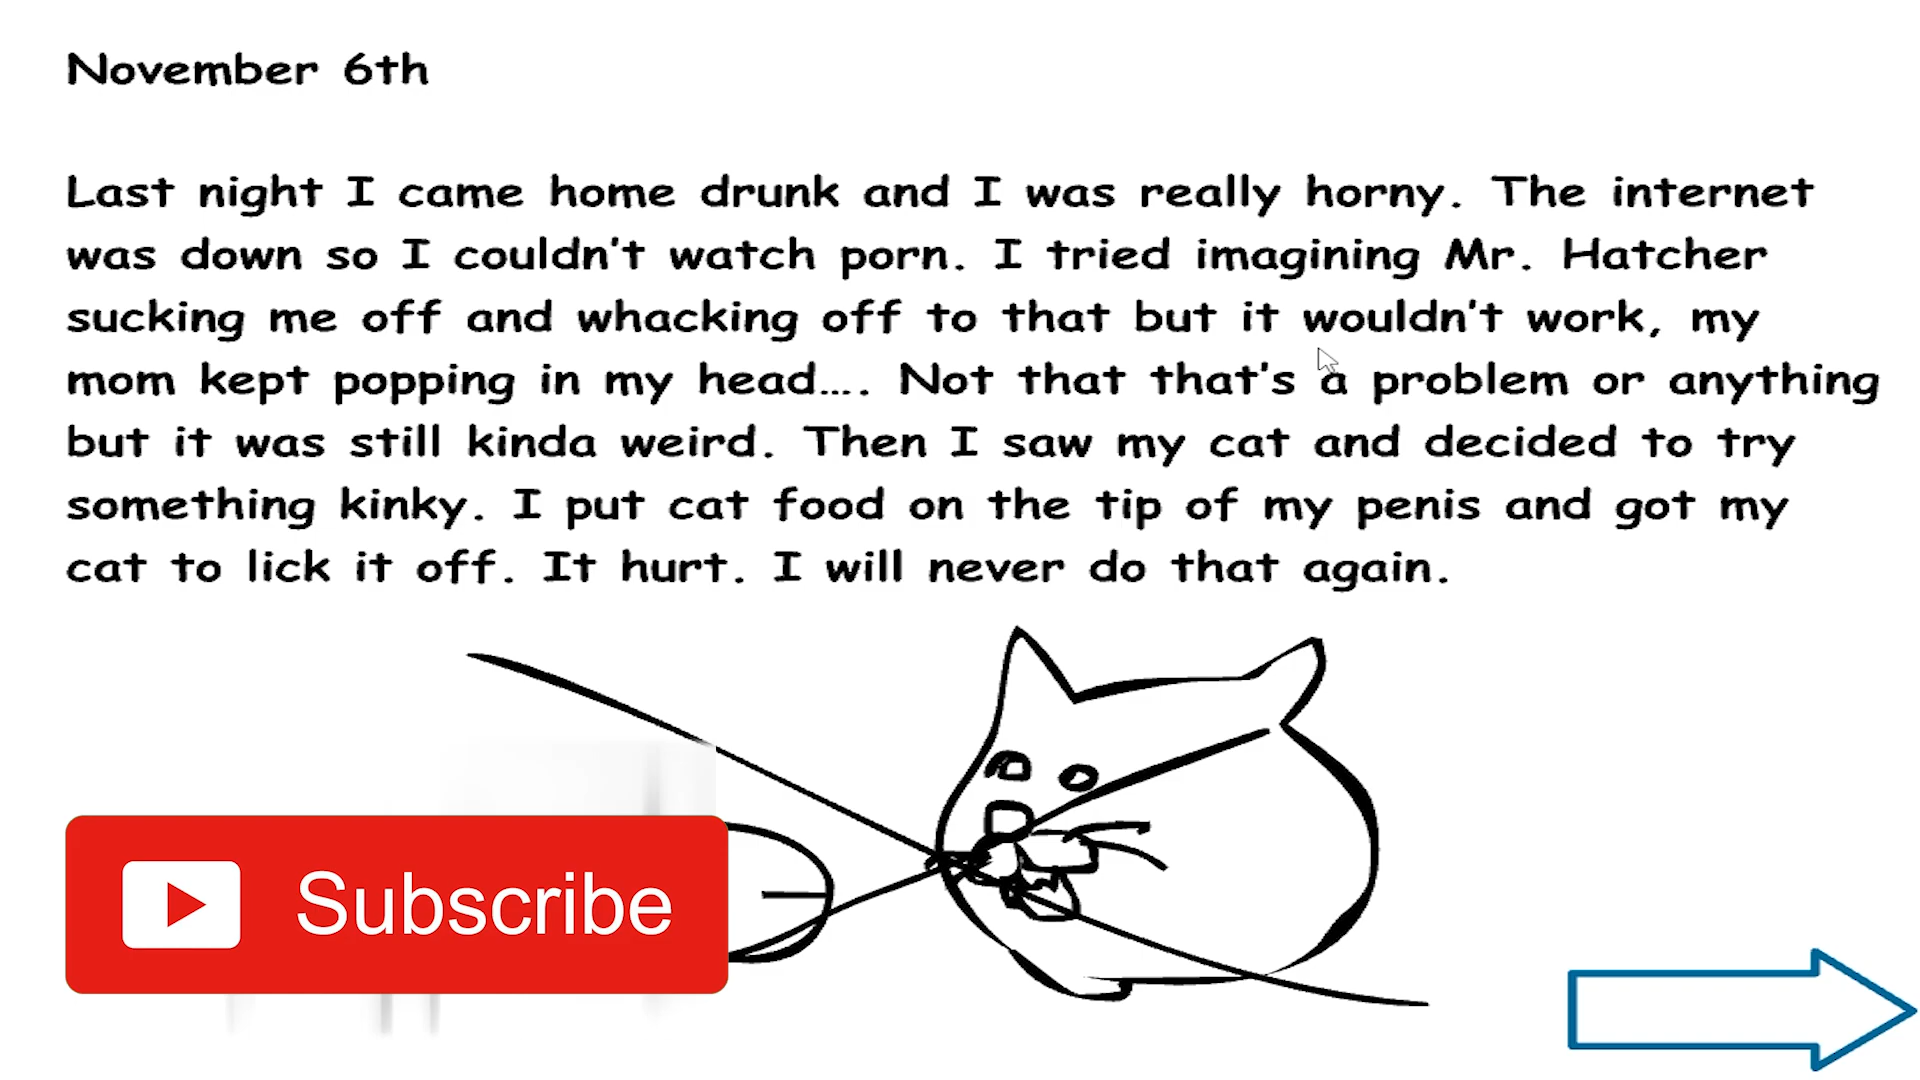 November 6th
Last night I came home drunk and I was really horny. The internet
was down so I couldn't watch porn. I tried imagining Mr. Hatcher
sucking me off and whacking off to that but it wouldn't work, my
mom kept popping in my head.... Not that that's a problem or anything
but it was still kinda weird. Then I saw my cat and decided to try
something kinky. I put cat food on the tip of my penis and got my
cat to lick it off. It hurt. I will never do that again.
Subscribe